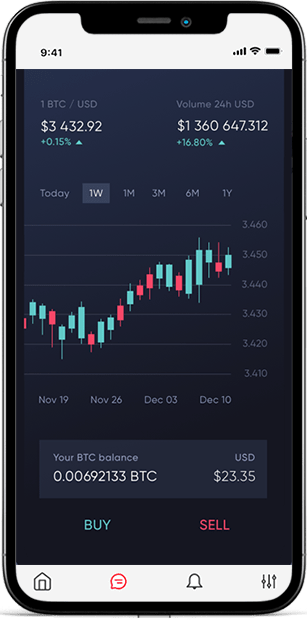 9:41
1 BTC / USD Volume 24h USD
$3 432.92 $1 360 647.312
+0.15% +16.80%
Today 1W 1M 3M 6M 1Y
3.460
3.450
3.440
3.430
3.420
3.410
Nov 19 Nov 26 Dec 03 Dec 10
Your BTC balance USD
0.00692133 BTC $23.35
BUY SELL